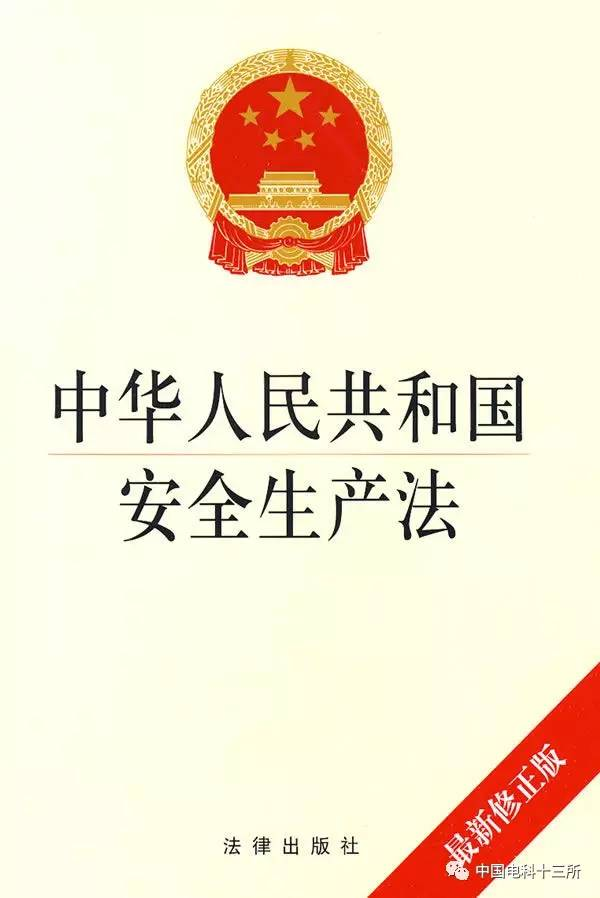 中华人民共和国
安全生产法
最新修正版
法律出版社
中国电科十三所